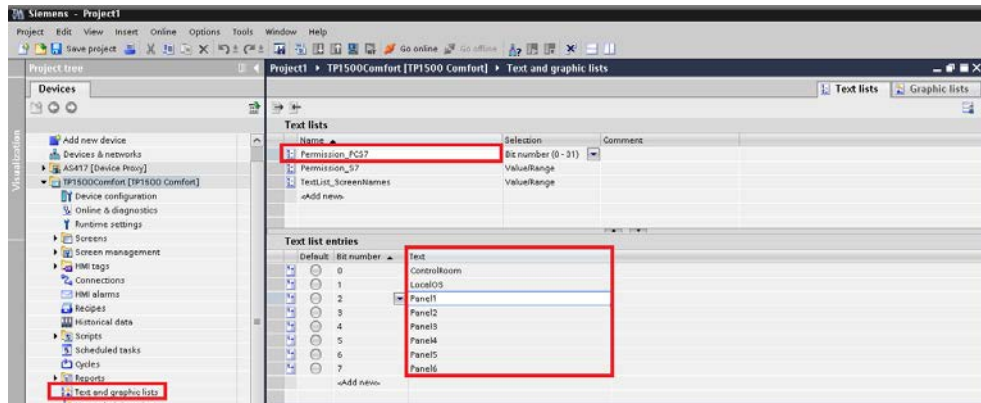 Siemens - Project1
Project Edit View Insert Online Options Tools Window Help
Save project Go online Go offline
Project tree
Project1 ▸ TP1500Comfort [TP1500 Comfort] ▸ Text and graphic lists
Devices
Text lists Graphic lists
Visualization
Add new device
Devices & networks
AS417 [Device Proxy]
TP1500Comfort [TP1500 Comfort]
Device configuration
Online & diagnostics
Runtime settings
Screens
Screen management
HMI tags
Connections
HMI alarms
Recipes
Historical data
Scripts
Scheduled tasks
Cycles
Reports
Text and graphic lists
Text lists
Name Selection Comment
Permission_PCS7 Bit number (0 - 31)
Permission_S7 Value/Range
TextList_ScreenNames Value/Range
<Add new>
Text list entries
Default Bit number Text
0 ControlRoom
1 LocalOS
2 Panel1
3 Panel2
4 Panel3
5 Panel4
6 Panel5
7 Panel6
<Add new>